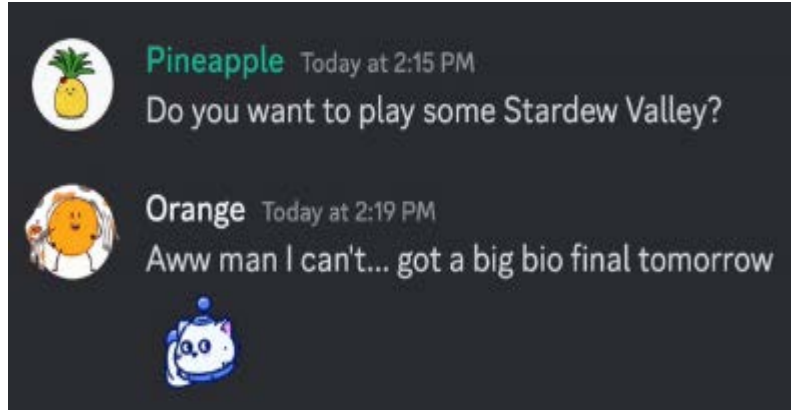 Pineapple Today at 2:15 PM
Do you want to play some Stardew Valley?
Orange Today at 2:19 PM
Aww man I can't... got a big bio final tomorrow